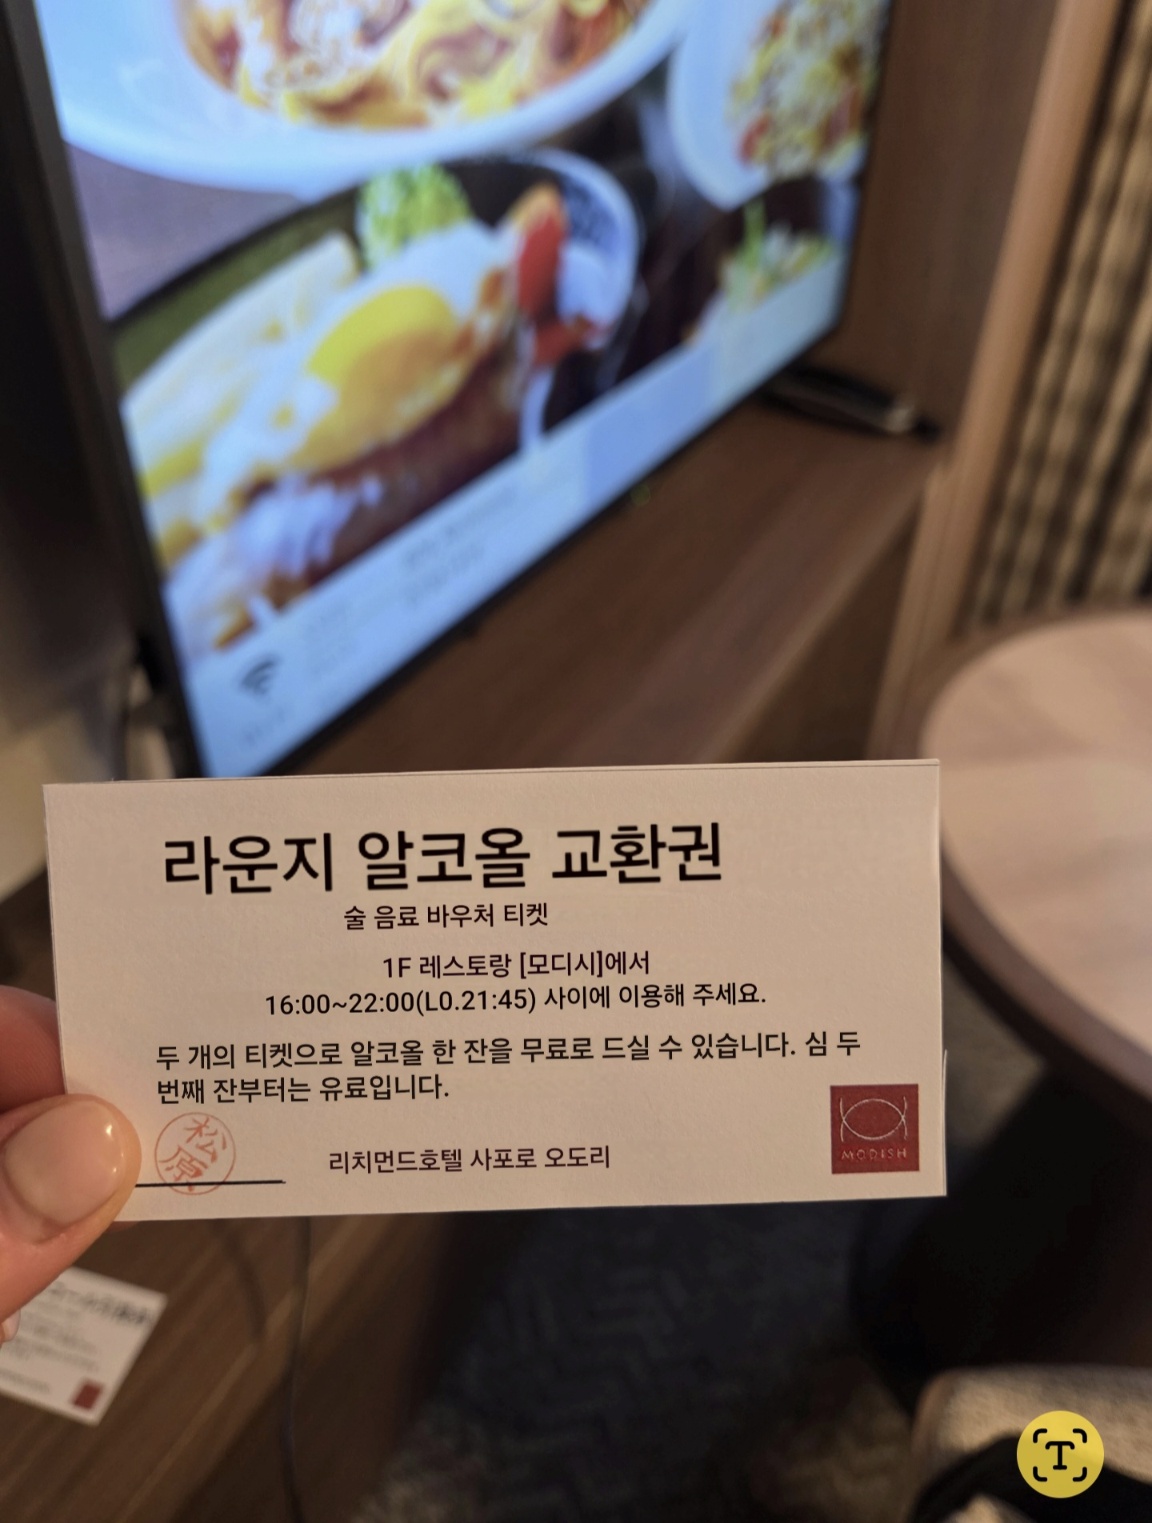 라운지 알코올 교환권
술 음료 바우처 티켓
1F 레스토랑 [모디시]에서
16:00~22:00(L0.21:45) 사이에 이용해 주세요.
두 개의 티켓으로 알코올 한 잔을 무료로 드실 수 있습니다. 심 두
번째 잔부터는 유료입니다.
松原
리치먼드호텔 사포로 오도리
MODISH
T